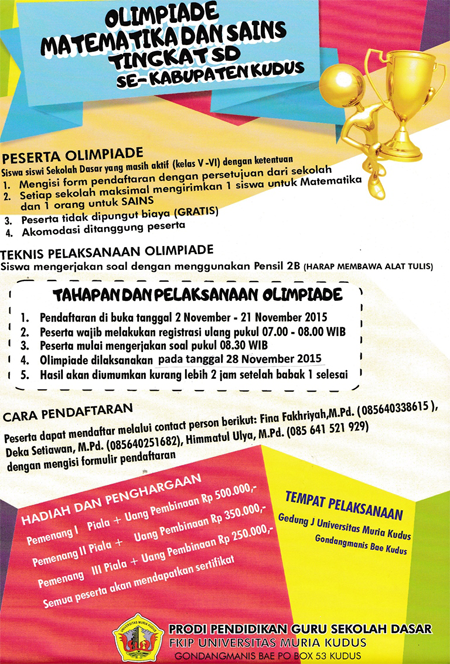 OLIMPIADE
MATEMATIKA DAN SAINS
TINGKAT SD
SE-KABUPATEN KUDUS
PESERTA OLIMPIADE
Siswa siswi Sekolah Dasar yang masih aktif (kelas V -VI) dengan ketentuan
1. Mengisi form pendaftaran dengan persetujuan dari sekolah
2. Setiap sekolah maksimal mengirimkan 1 siswa untuk Matematika
dan 1 orang untuk SAINS
3. Peserta tidak dipungut biaya (GRATIS)
4. Akomodasi ditanggung peserta
TEKNIS PELAKSANAAN OLIMPIADE
Siswa mengerjakan soal dengan menggunakan Pensil 2B (HARAP MEMBAWA ALAT TULIS)
TAHAPAN DAN PELAKSANAAN OLIMPIADE
1. Pendaftaran di buka tanggal 2 November - 21 November 2015
2. Peserta wajib melakukan registrasi ulang pukul 07.00 - 08.00 WIB
3. Peserta mulai mengerjakan soal pukul 08.30 WIB
4. Olimpiade dilaksanakan pada tanggal 28 November 2015
5. Hasil akan diumumkan kurang lebih 2 jam setelah babak 1 selesai
CARA PENDAFTARAN
Peserta dapat mendaftar melalui contact person berikut: Fina Fakhriyah,M.Pd. (085640338615 ),
Deka Setiawan, M.Pd. (085640251682), Himmatul Ulya, M.Pd. (085 641 521 929)
dengan mengisi formulir pendaftaran
HADIAH DAN PENGHARGAAN
Pemenang I Piala + Uang Pembinaan Rp 500.000,-
Pemenang II Piala + Uang Pembinaan Rp 350.000,-
Pemenang III Piala + Uang Pembinaan Rp 250.000,-
Semua peserta akan mendapatkan sertifikat
TEMPAT PELAKSANAAN
Gedung J Universitas Muria Kudus
Gondangmanis Bae Kudus
PRODI PENDIDIKAN GURU SEKOLAH DASAR
FKIP UNIVERSITAS MURIA KUDUS
GONDANGMANIS BAE PO BOX 53 KUDUS